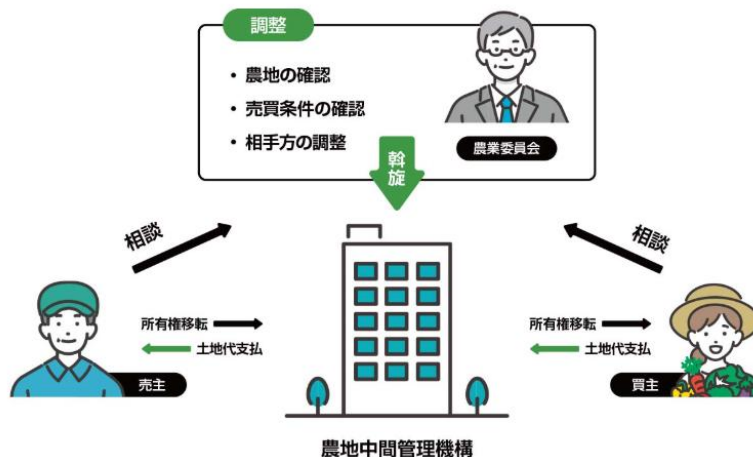 調整
・農地の確認
・売買条件の確認
・相手方の調整
農業委員会
斡旋
相談
相談
所有権移転
土地代支払
売主
所有権移転
土地代支払
買主
農地中間管理機構